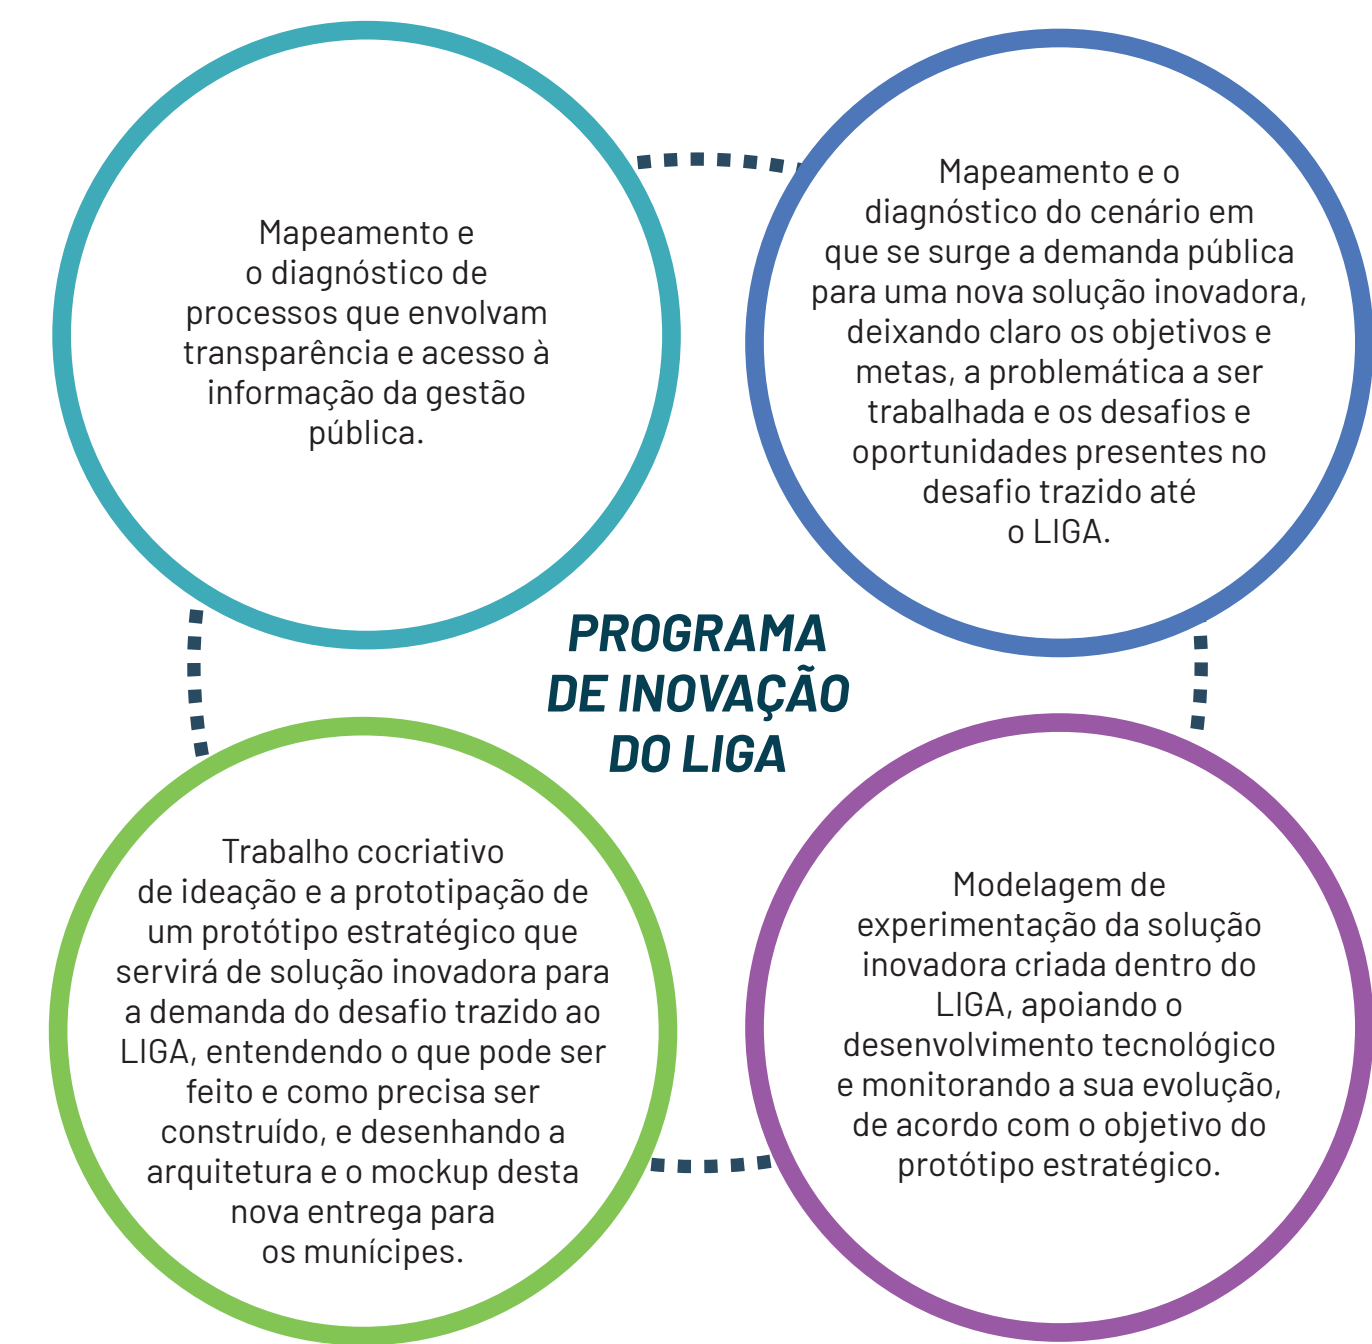 Mapeamento e
o diagnóstico de
processos que envolvam
transparência e acesso à
informação da gestão
pública.
Mapeamento e o
diagnóstico do cenário em
que se surge a demanda pública
para uma nova solução inovadora,
deixando claro os objetivos e
metas, a problemática a ser
trabalhada e os desafios e
oportunidades presentes no
desafio trazido até
o LIGA.
PROGRAMA
DE INOVAÇÃO
DO LIGA
Trabalho cocriativo
de ideação e a prototipação de
um protótipo estratégico que
servirá de solução inovadora para
a demanda do desafio trazido ao
LIGA, entendendo o que pode ser
feito e como precisa ser
construído, e desenhando a
arquitetura e o mockup desta
nova entrega para
os munícipes.
Modelagem de
experimentação da solução
inovadora criada dentro do
LIGA, apoiando o
desenvolvimento tecnológico
e monitorando a sua evolução,
de acordo com o objetivo do
protótipo estratégico.